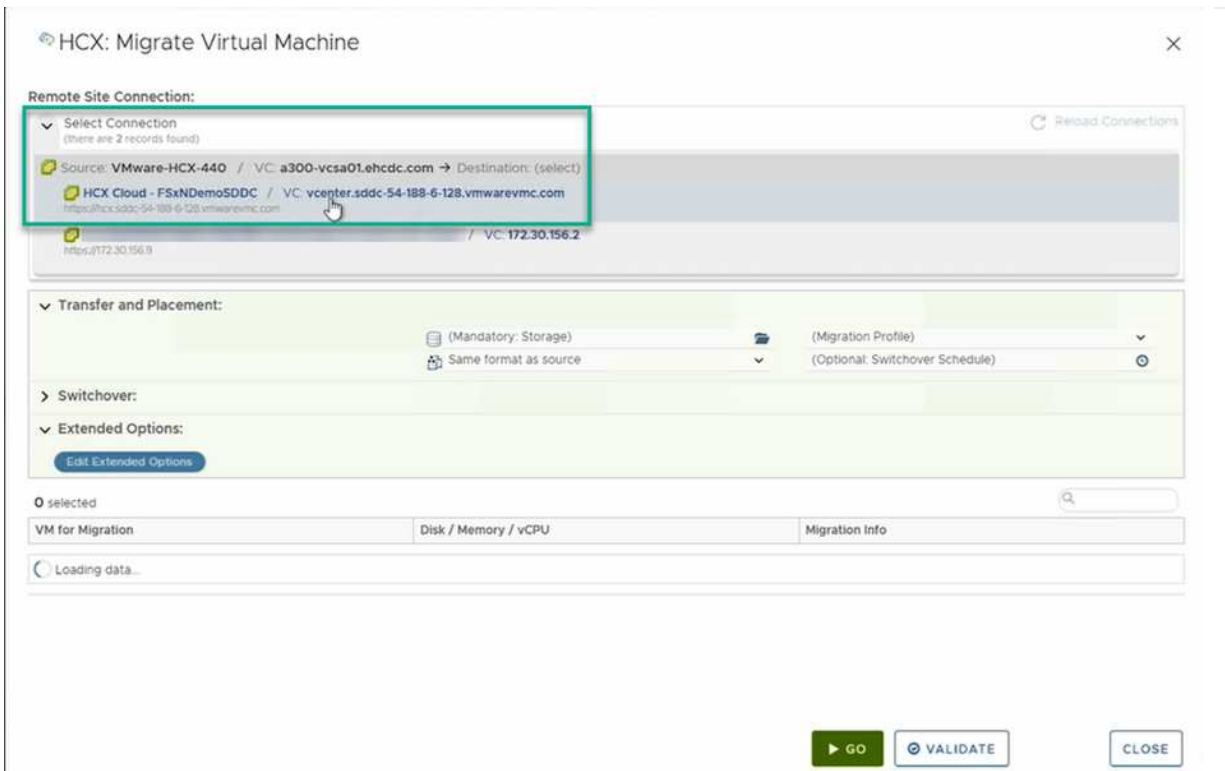 HCX: Migrate Virtual Machine
Remote Site Connection:
Select Connection
(there are 2 records found)
Reload Connections
Source: VMware-HCX-440 / VC: a300-vcsa01.ehcdc.com → Destination: (select)
HCX Cloud - FSxNDemoSDDC / VC: vcenter.sddc-54-188-6-128.vmwarevmc.com
https://hcx.sddc-54-188-6-128.vmwarevmc.com
/ VC: 172.30.156.2
https://172.30.156.9
Transfer and Placement:
(Mandatory: Storage) (Migration Profile)
Same format as source (Optional: Switchover Schedule)
Switchover:
Extended Options:
Edit Extended Options
0 selected
VM for Migration Disk / Memory / vCPU Migration Info
Loading data...
GO VALIDATE CLOSE